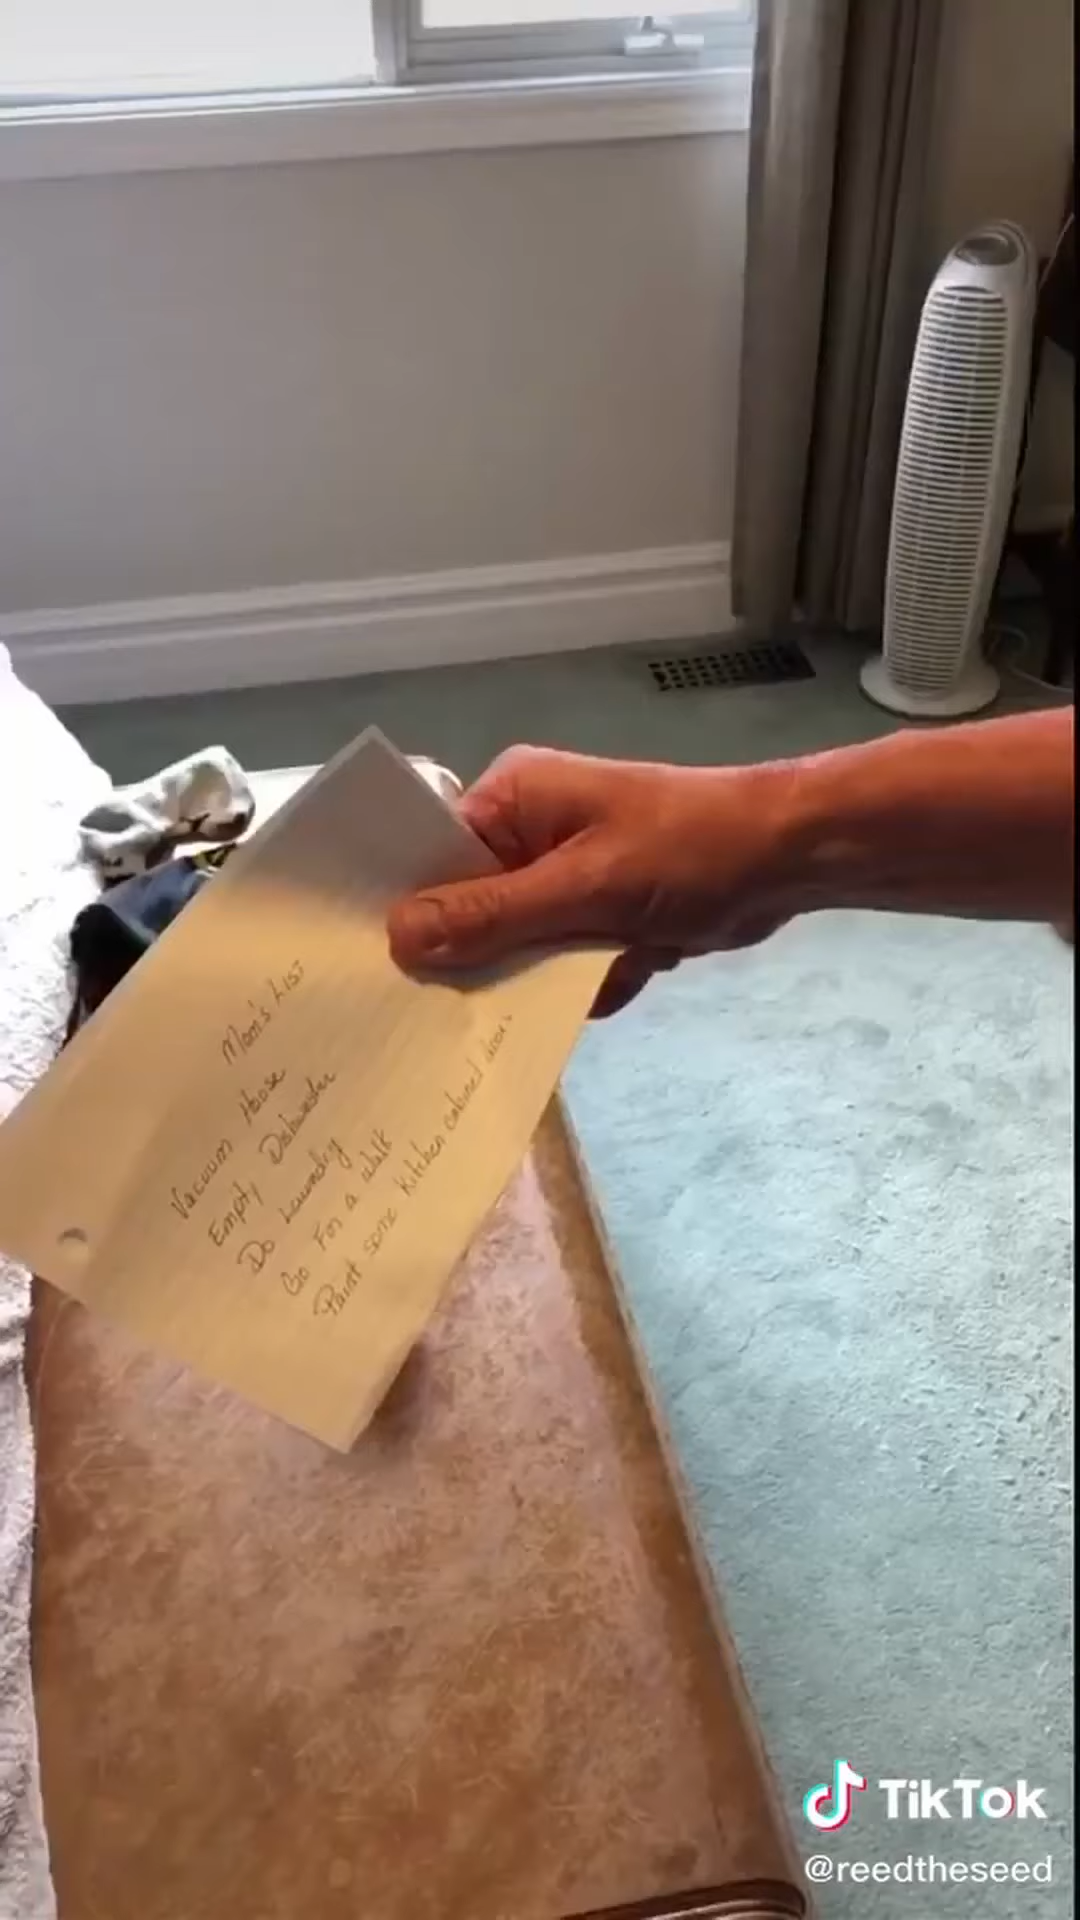 Mom's List
Vacuum House
Empty Dishwasher
Do Laundry
Go For a walk
Paint some Kitchen cabinet doors
TikTok
@reedtheseed